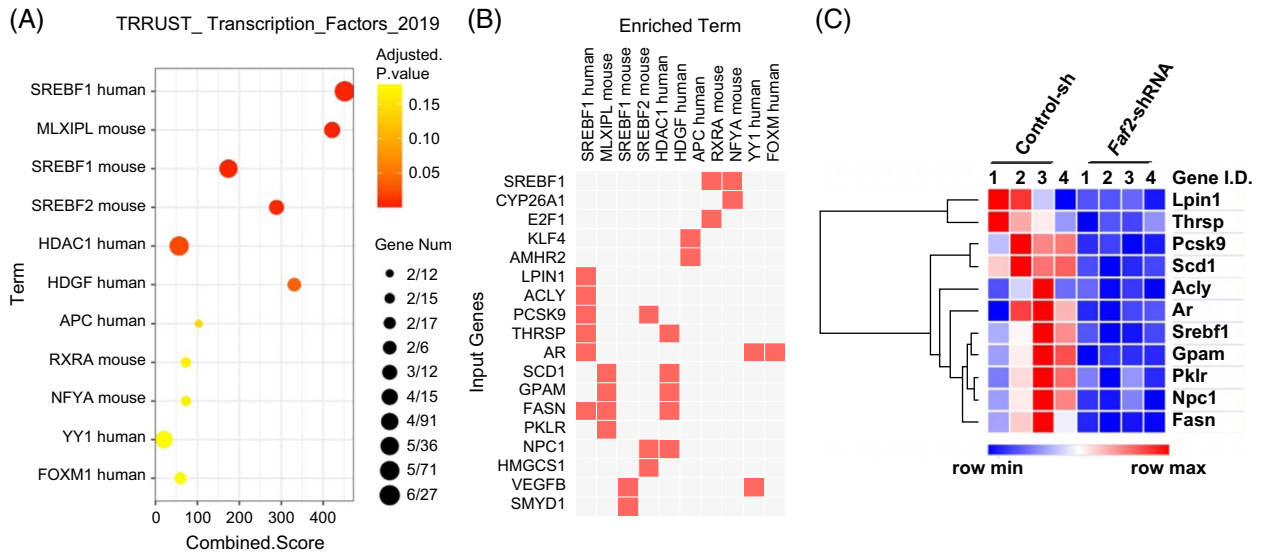 (A)
TRRUST_ Transcription_Factors_2019
Term
SREBF1 human
MLXIPL mouse
SREBF1 mouse
SREBF2 mouse
HDAC1 human
HDGF human
APC human
RXRA mouse
NFYA mouse
YY1 human
FOXM1 human
0 100 200 300 400
Combined.Score
Adjusted.
P.value
0.15
0.10
0.05
Gene Num
2/12
2/15
2/17
2/6
3/12
4/15
4/91
5/36
5/71
6/27
(B)
Enriched Term
SREBF1 human
MLXIPL mouse
SREBF1 mouse
SREBF2 mouse
HDAC1 human
HDGF human
APC human
RXRA mouse
NFYA mouse
YY1 human
FOXM human
Input Genes
SREBF1
CYP26A1
E2F1
KLF4
AMHR2
LPIN1
ACLY
PCSK9
THRSP
AR
SCD1
GPAM
FASN
PKLR
NPC1
HMGCS1
VEGFB
SMYD1
(C)
Control-sh
Faf2-shRNA
1 2 3 4 1 2 3 4 Gene I.D.
Lpin1
Thrsp
Pcsk9
Scd1
Acly
Ar
Srebf1
Gpam
Pklr
Npc1
Fasn
row min row max